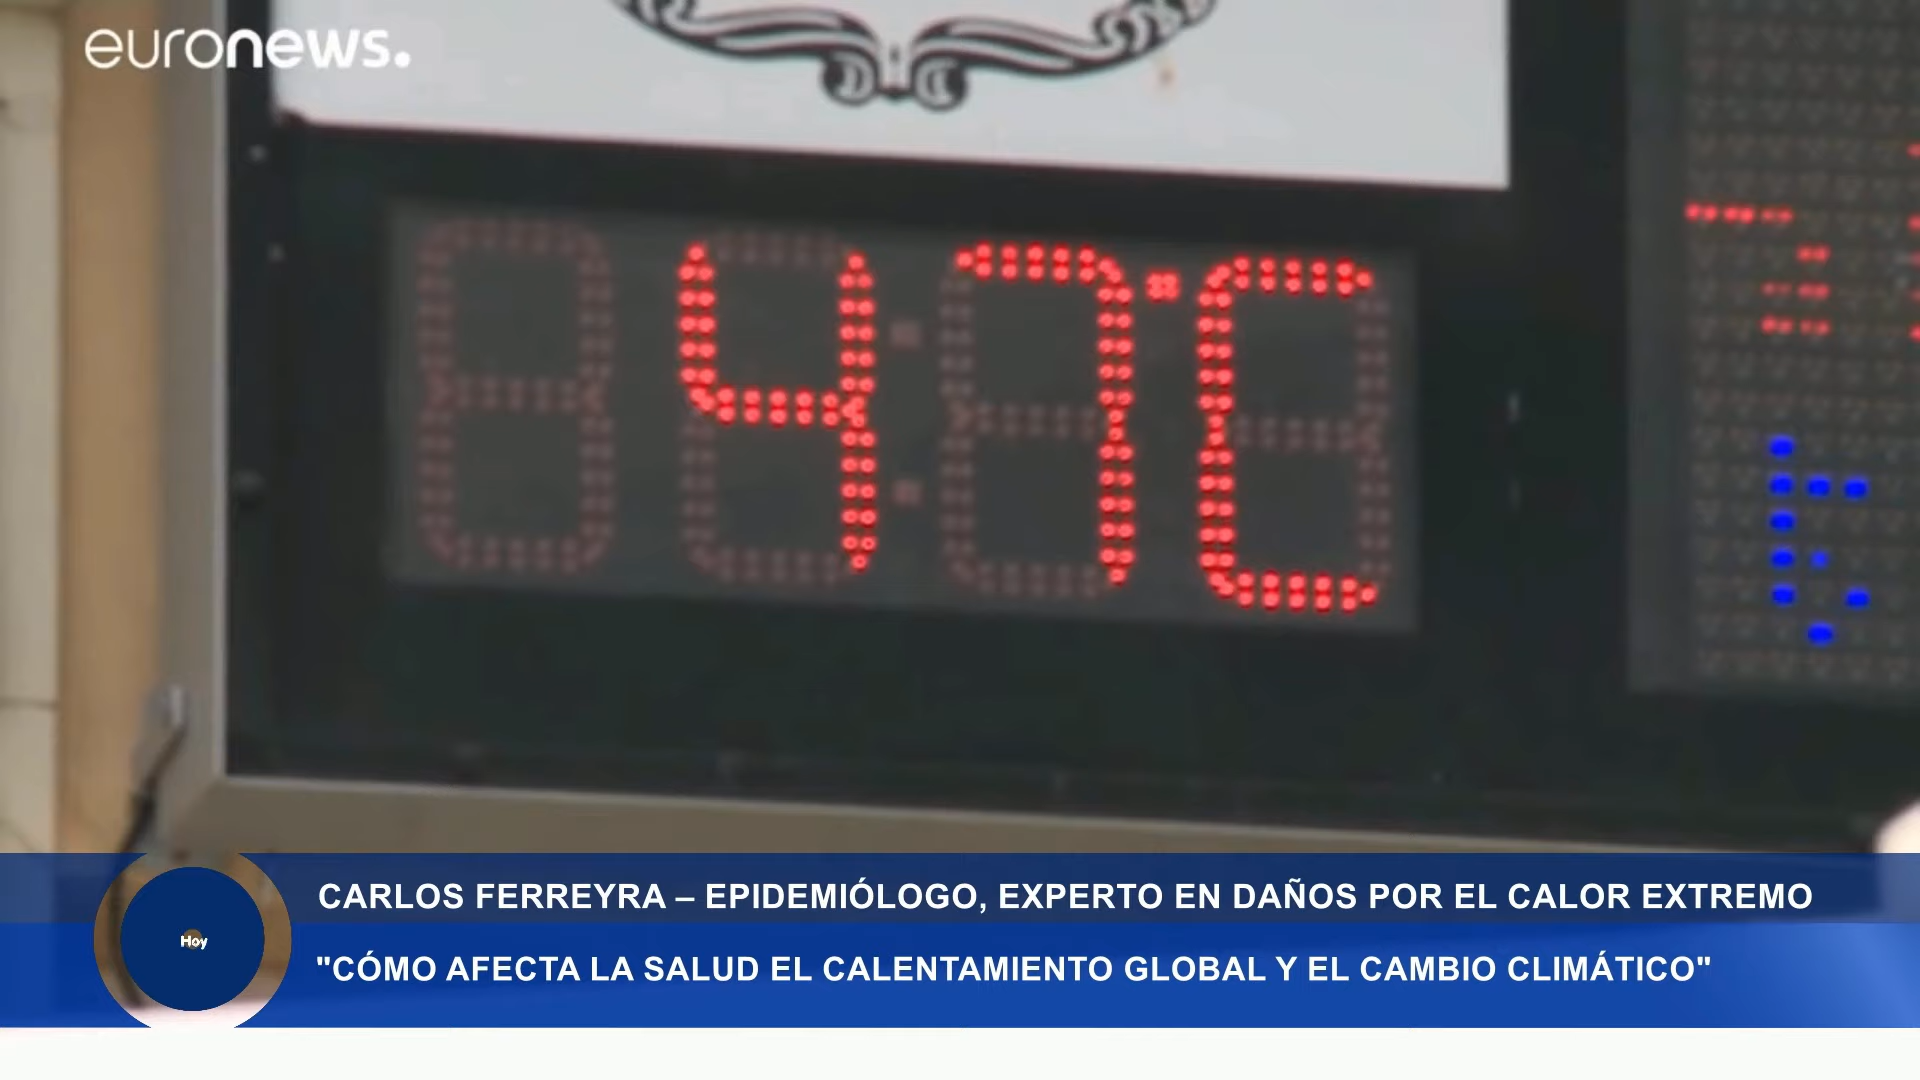 euronews.
47°C
CARLOS FERREYRA – EPIDEMIÓLOGO, EXPERTO EN DAÑOS POR EL CALOR EXTREMO
Hoy
"CÓMO AFECTA LA SALUD EL CALENTAMIENTO GLOBAL Y EL CAMBIO CLIMÁTICO"